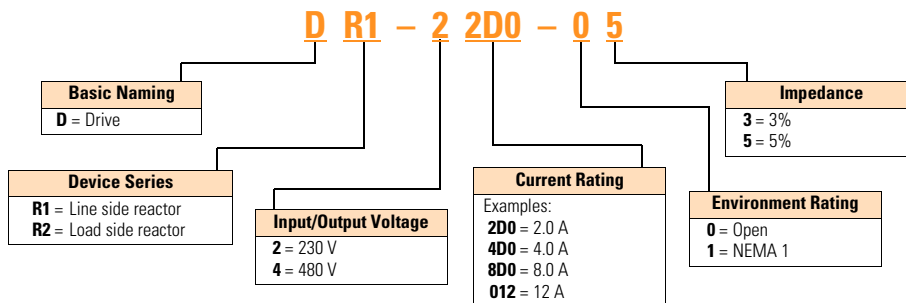 D R1 – 2 2D0 – 0 5
Basic Naming
D = Drive
Device Series
R1 = Line side reactor
R2 = Load side reactor
Input/Output Voltage
2 = 230 V
4 = 480 V
Current Rating
Examples:
2D0 = 2.0 A
4D0 = 4.0 A
8D0 = 8.0 A
012 = 12 A
Environment Rating
0 = Open
1 = NEMA 1
Impedance
3 = 3%
5 = 5%